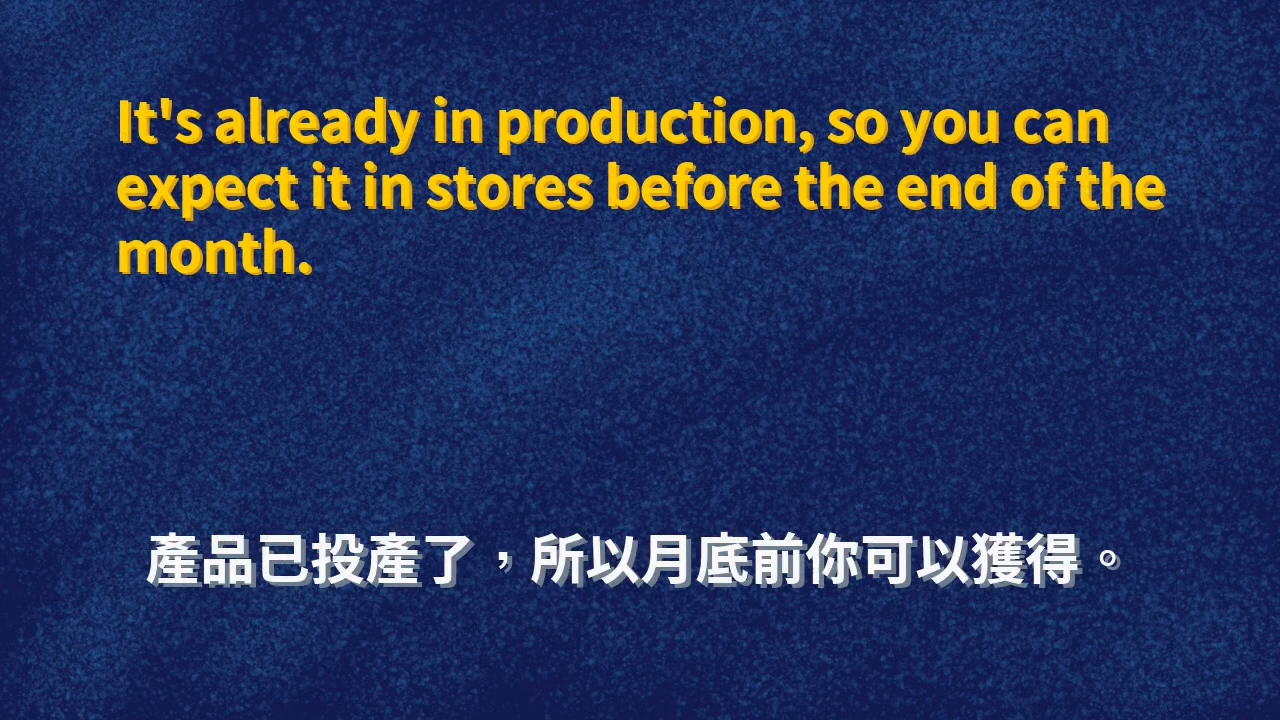 It's already in production, so you can
expect it in stores before the end of the
month.
產品已投產了，所以月底前你可以獲得。